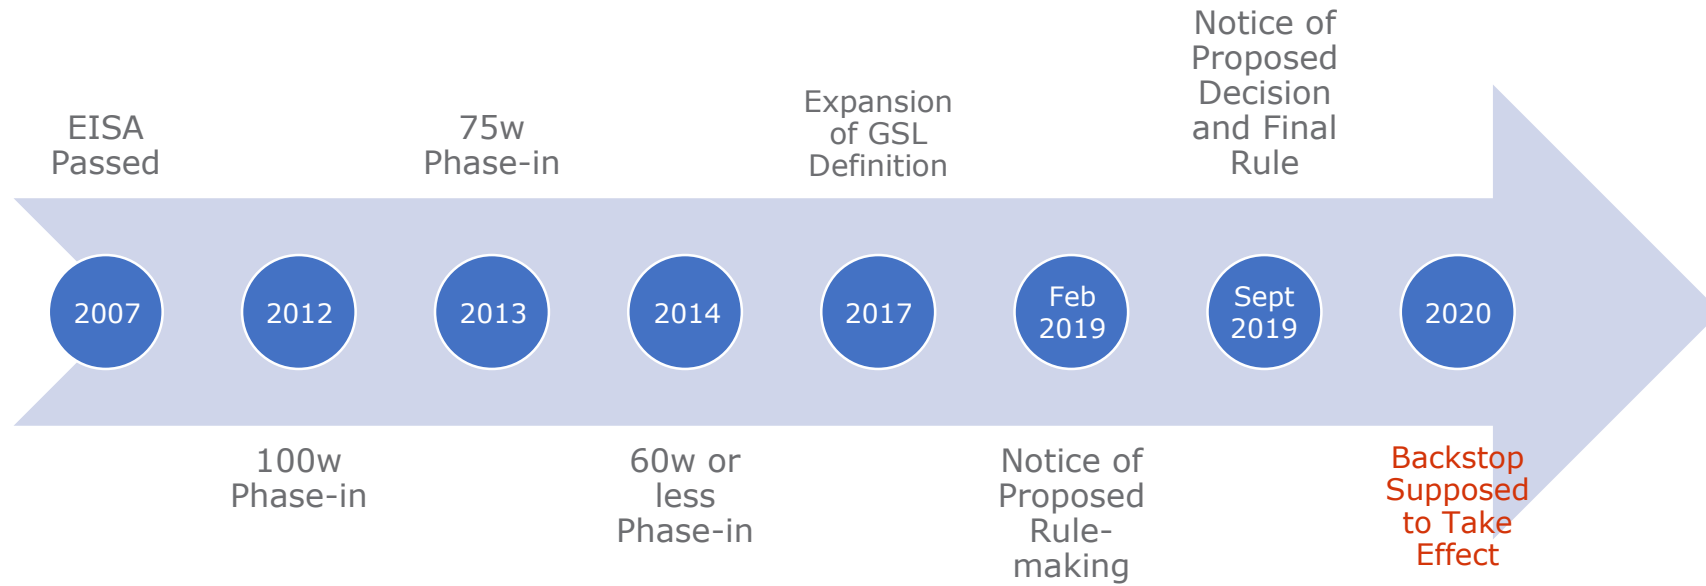 EISA
Passed
75w
Phase-in
Expansion
of GSL
Definition
Notice of
Proposed
Decision
and Final
Rule
2007
2012
2013
2014
2017
Feb
2019
Sept
2019
2020
100w
Phase-in
60w or
less
Phase-in
Notice of
Proposed
Rule-
making
Backstop
Supposed
to Take
Effect